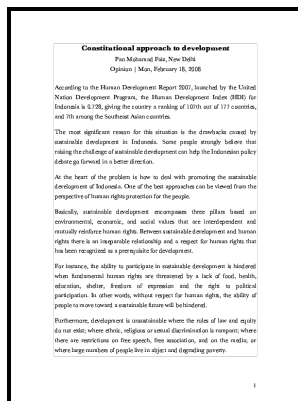 Constitutional approach to development
Pan Mohamad Faiz, New Delhi
Opinion | Mon, February 18, 2008
According to the Human Development Report 2007, launched by the United
Nation Development Program, the Human Development Index (HDI) for
Indonesia is 0.728, giving the country a ranking of 107th out of 177 countries,
and 7th among the Southeast Asian countries.
The most significant reason for this situation is the drawbacks caused by
sustainable development in Indonesia. Some people strongly believe that
raising the challenge of sustainable development can help the Indonesian policy
debate go forward in a better direction.
At the heart of the problem is how to deal with promoting the sustainable
development of Indonesia. One of the best approaches can be viewed from the
perspective of human rights protection for the people.
Basically, sustainable development encompasses three pillars based on
environmental, economic, and social values that are interdependent and
mutually reinforce human rights. Between sustainable development and human
rights there is an inseparable relationship and a respect for human rights that
has been recognized as a prerequisite for development.
For instance, the ability to participate in sustainable development is hindered
when fundamental human rights are threatened by a lack of food, health,
education, shelter, freedom of expression and the right to political
participation. In other words, without respect for human rights, the ability of
people to move toward a sustainable future will be hindered.
Furthermore, development is unsustainable where the rules of law and equity
do not exist; where ethnic, religious or sexual discrimination is rampant; where
there are restrictions on free speech, free association, and on the media; or
where large numbers of people live in abject and degrading poverty.
1